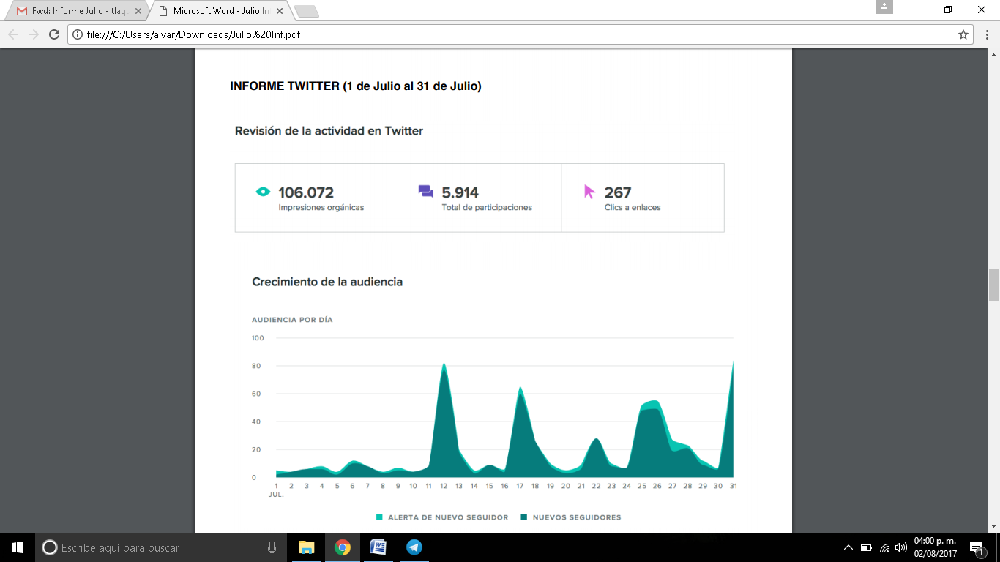 Fwd: Informe Julio - tlaqu
Microsoft Word - Julio In
file:///C:/Users/alvar/Downloads/Julio%20Inf.pdf
INFORME TWITTER (1 de Julio al 31 de Julio)
Revisión de la actividad en Twitter
106.072
Impresiones orgánicas
5.914
Total de participaciones
267
Clics a enlaces
Crecimiento de la audiencia
AUDIENCIA POR DÍA
100
80
60
40
20
0
1 2 3 4 5 6 7 8 9 10 11 12 13 14 15 16 17 18 19 20 21 22 23 24 25 26 27 28 29 30 31
JUL.
ALERTA DE NUEVO SEGUIDOR NUEVOS SEGUIDORES
Escribe aquí para buscar
04:00 p. m.
02/08/2017
1